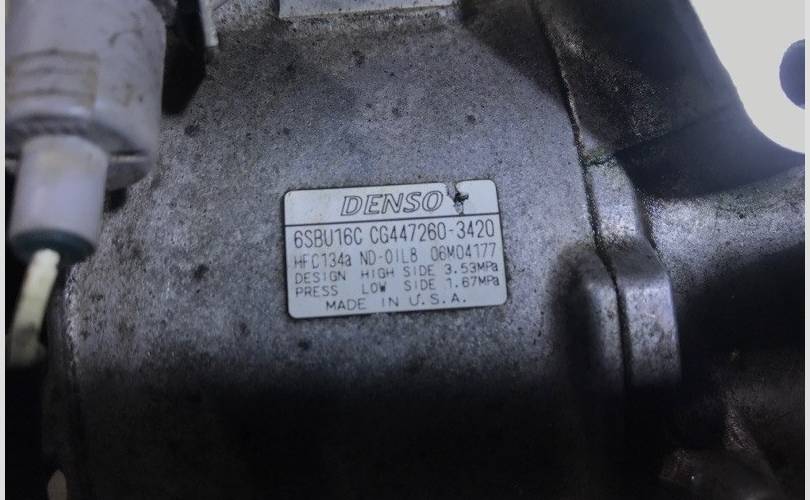 DENSO
6SBU16C CG447260-3420
HFC134a ND-OIL8 06M04177
DESIGN HIGH SIDE 3.53MPa
PRESS LOW SIDE 1.67MPa
MADE IN U.S.A.